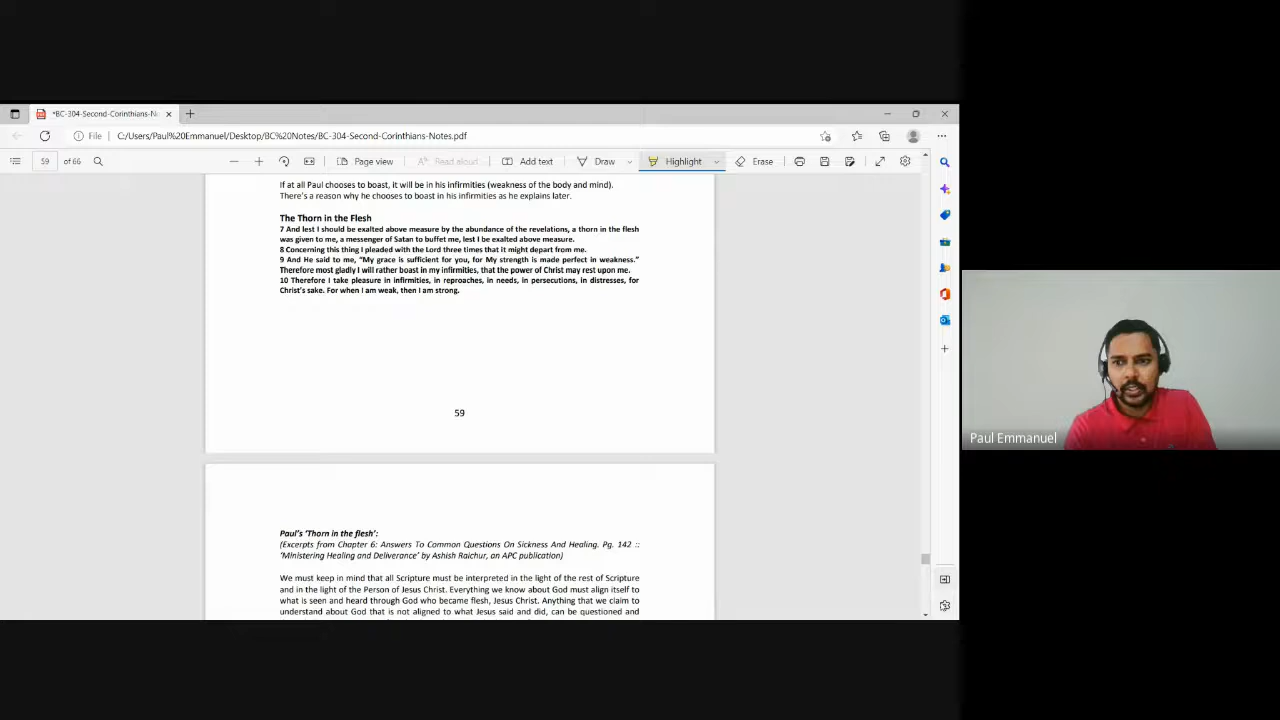 *BC-304-Second-Corinthians-N
File
C:/Users/Paul%20Emmanuel/Desktop/BC%20Notes/BC-304-Second-Corinthians-Notes.pdf
59 of 66
Page view
Read aloud
Add text
Draw
Highlight
Erase
If at all Paul chooses to boast, it will be in his infirmities (weakness of the body and mind).
There's a reason why he chooses to boast in his infirmities as he explains later.
The Thorn in the Flesh
7 And lest I should be exalted above measure by the abundance of the revelations, a thorn in the flesh
was given to me, a messenger of Satan to buffet me, lest I be exalted above measure.
8 Concerning this thing I pleaded with the Lord three times that it might depart from me.
9 And He said to me, "My grace is sufficient for you, for My strength is made perfect in weakness."
Therefore most gladly I will rather boast in my infirmities, that the power of Christ may rest upon me.
10 Therefore I take pleasure in infirmities, in reproaches, in needs, in persecutions, in distresses, for
Christ's sake. For when I am weak, then I am strong.
59
Paul's 'Thorn in the flesh':
(Excerpts from Chapter 6: Answers To Common Questions On Sickness And Healing. Pg. 142 ::
'Ministering Healing and Deliverance' by Ashish Raichur, an APC publication)
We must keep in mind that all Scripture must be interpreted in the light of the rest of Scripture
and in the light of the Person of Jesus Christ. Everything we know about God must align itself to
what is seen and heard through God who became flesh, Jesus Christ. Anything that we claim to
understand about God that is not aligned to what Jesus said and did, can be questioned and
Paul Emmanuel